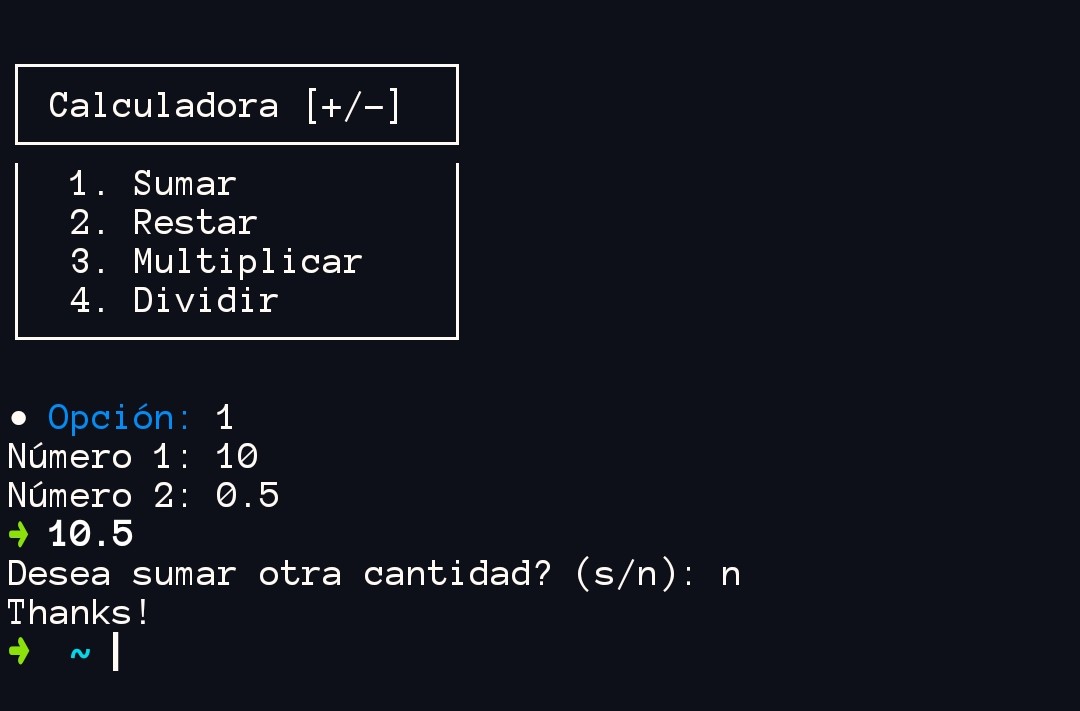 Calculadora [+/-]
1. Sumar
2. Restar
3. Multiplicar
4. Dividir
● Opción: 1
Número 1: 10
Número 2: 0.5
➜ 10.5
Desea sumar otra cantidad? (s/n): n
Thanks!
➜ ~